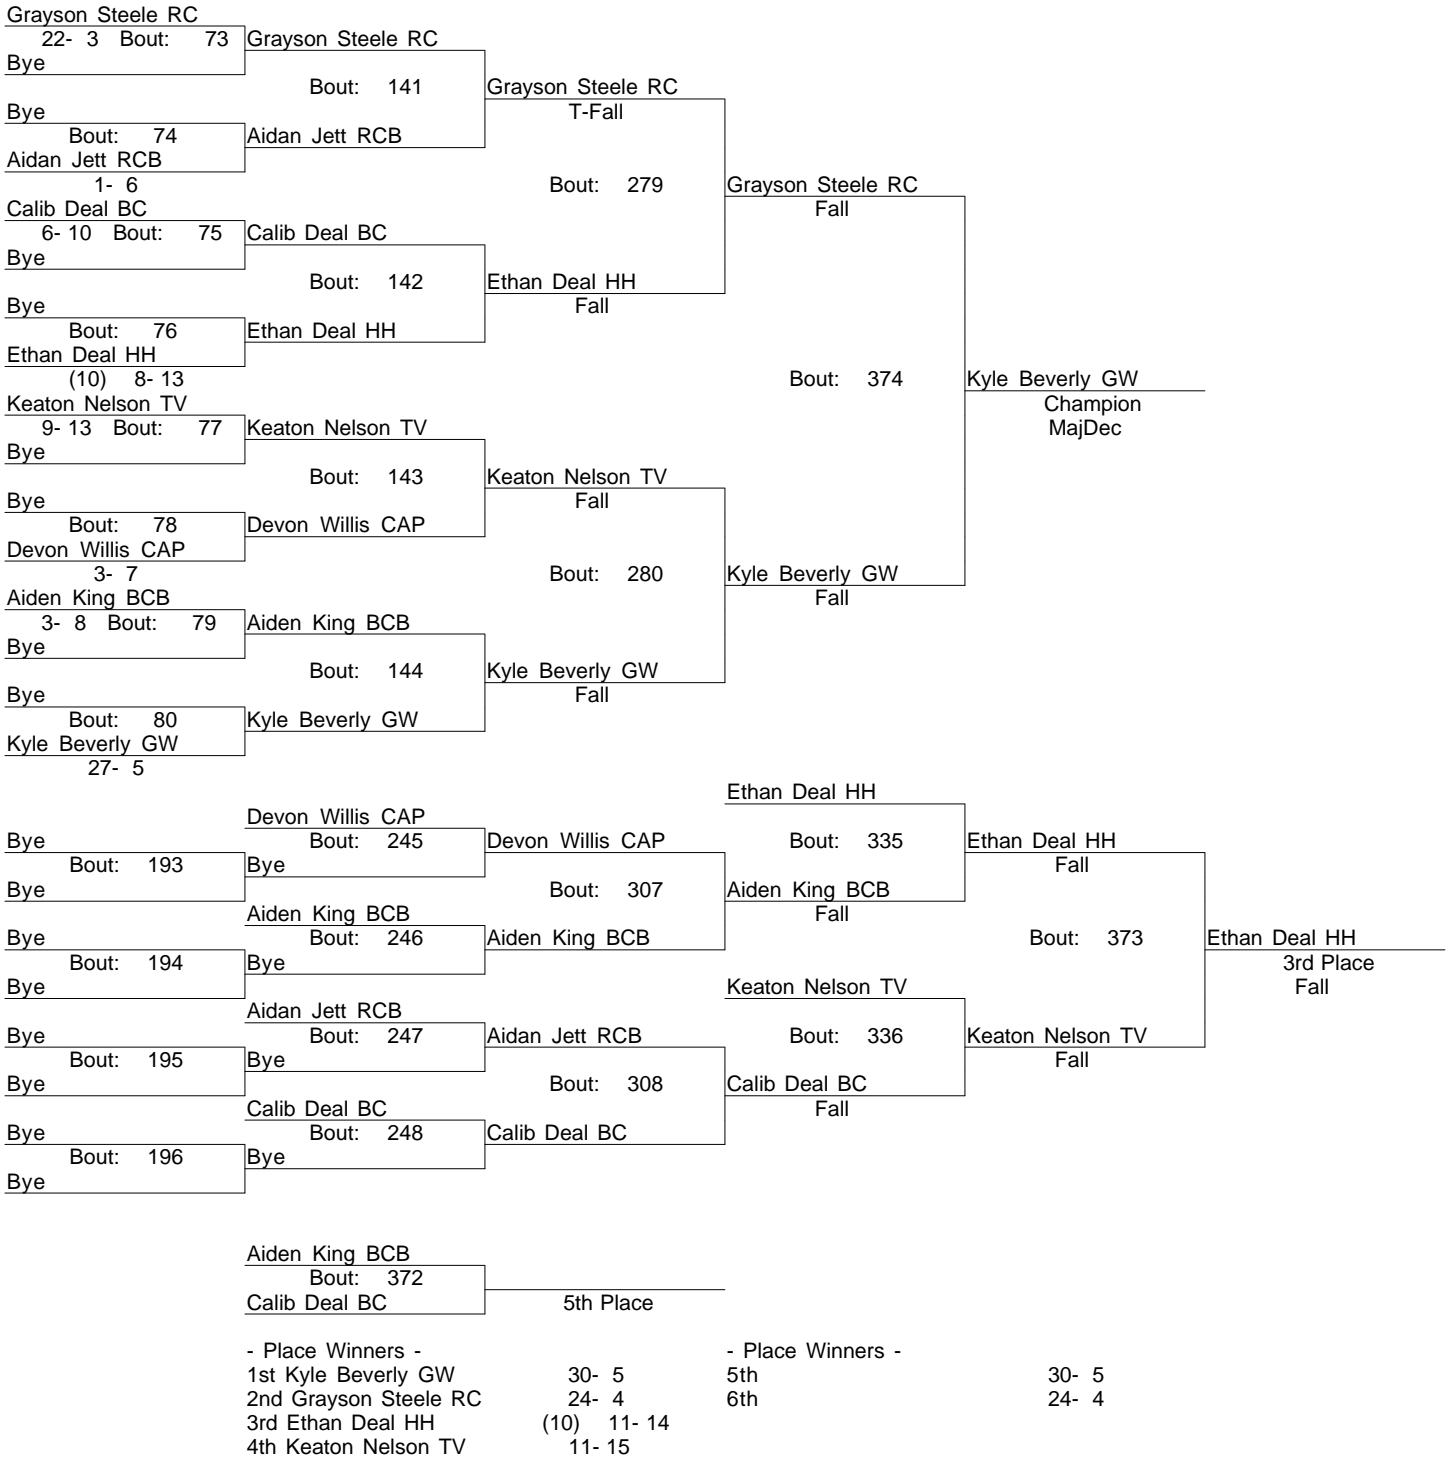 Grayson Steele RC
22- 3 Bout: 73 Grayson Steele RC
Bye
Bout: 141 Grayson Steele RC
Bye T-Fall
Bout: 74 Aidan Jett RCB
Aidan Jett RCB
1- 6 Bout: 279 Grayson Steele RC
Calib Deal BC Fall
6- 10 Bout: 75 Calib Deal BC
Bye
Bout: 142 Ethan Deal HH
Bye Fall
Bout: 76 Ethan Deal HH
Ethan Deal HH
(10) 8- 13 Bout: 374 Kyle Beverly GW
Keaton Nelson TV Champion
9- 13 Bout: 77 Keaton Nelson TV MajDec
Bye
Bout: 143 Keaton Nelson TV
Bye Fall
Bout: 78 Devon Willis CAP
Devon Willis CAP
3- 7 Bout: 280 Kyle Beverly GW
Aiden King BCB Fall
3- 8 Bout: 79 Aiden King BCB
Bye
Bout: 144 Kyle Beverly GW
Bye Fall
Bout: 80 Kyle Beverly GW
Kyle Beverly GW
27- 5
Ethan Deal HH
Devon Willis CAP
Bye Bout: 245 Devon Willis CAP Bout: 335 Ethan Deal HH
Bout: 193 Bye Fall
Bye Bout: 307 Aiden King BCB
Aiden King BCB Fall
Bye Bout: 246 Aiden King BCB Bout: 373 Ethan Deal HH
Bout: 194 Bye 3rd Place
Bye Keaton Nelson TV Fall
Aidan Jett RCB
Bye Bout: 247 Aidan Jett RCB Bout: 336 Keaton Nelson TV
Bout: 195 Bye Fall
Bye Bout: 308 Calib Deal BC
Calib Deal BC Fall
Bye Bout: 248 Calib Deal BC
Bout: 196 Bye
Bye
Aiden King BCB
Bout: 372
Calib Deal BC 5th Place
- Place Winners - - Place Winners -
1st Kyle Beverly GW 30- 5 5th 30- 5
2nd Grayson Steele RC 24- 4 6th 24- 4
3rd Ethan Deal HH (10) 11- 14
4th Keaton Nelson TV 11- 15